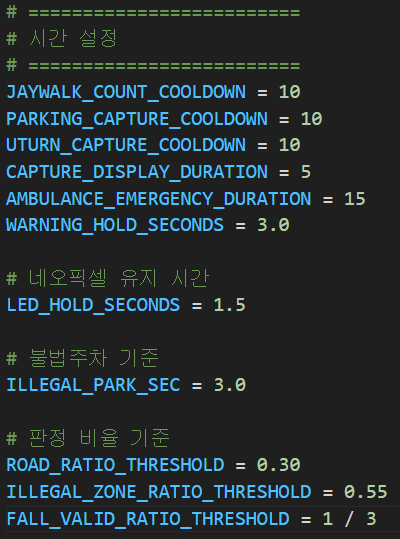 # =========================
# 시간 설정
# =========================
JAYWALK_COUNT_COOLDOWN = 10
PARKING_CAPTURE_COOLDOWN = 10
UTURN_CAPTURE_COOLDOWN = 10
CAPTURE_DISPLAY_DURATION = 5
AMBULANCE_EMERGENCY_DURATION = 15
WARNING_HOLD_SECONDS = 3.0
# 네오픽셀 유지 시간
LED_HOLD_SECONDS = 1.5
# 불법주차 기준
ILLEGAL_PARK_SEC = 3.0
# 판정 비율 기준
ROAD_RATIO_THRESHOLD = 0.30
ILLEGAL_ZONE_RATIO_THRESHOLD = 0.55
FALL_VALID_RATIO_THRESHOLD = 1 / 3